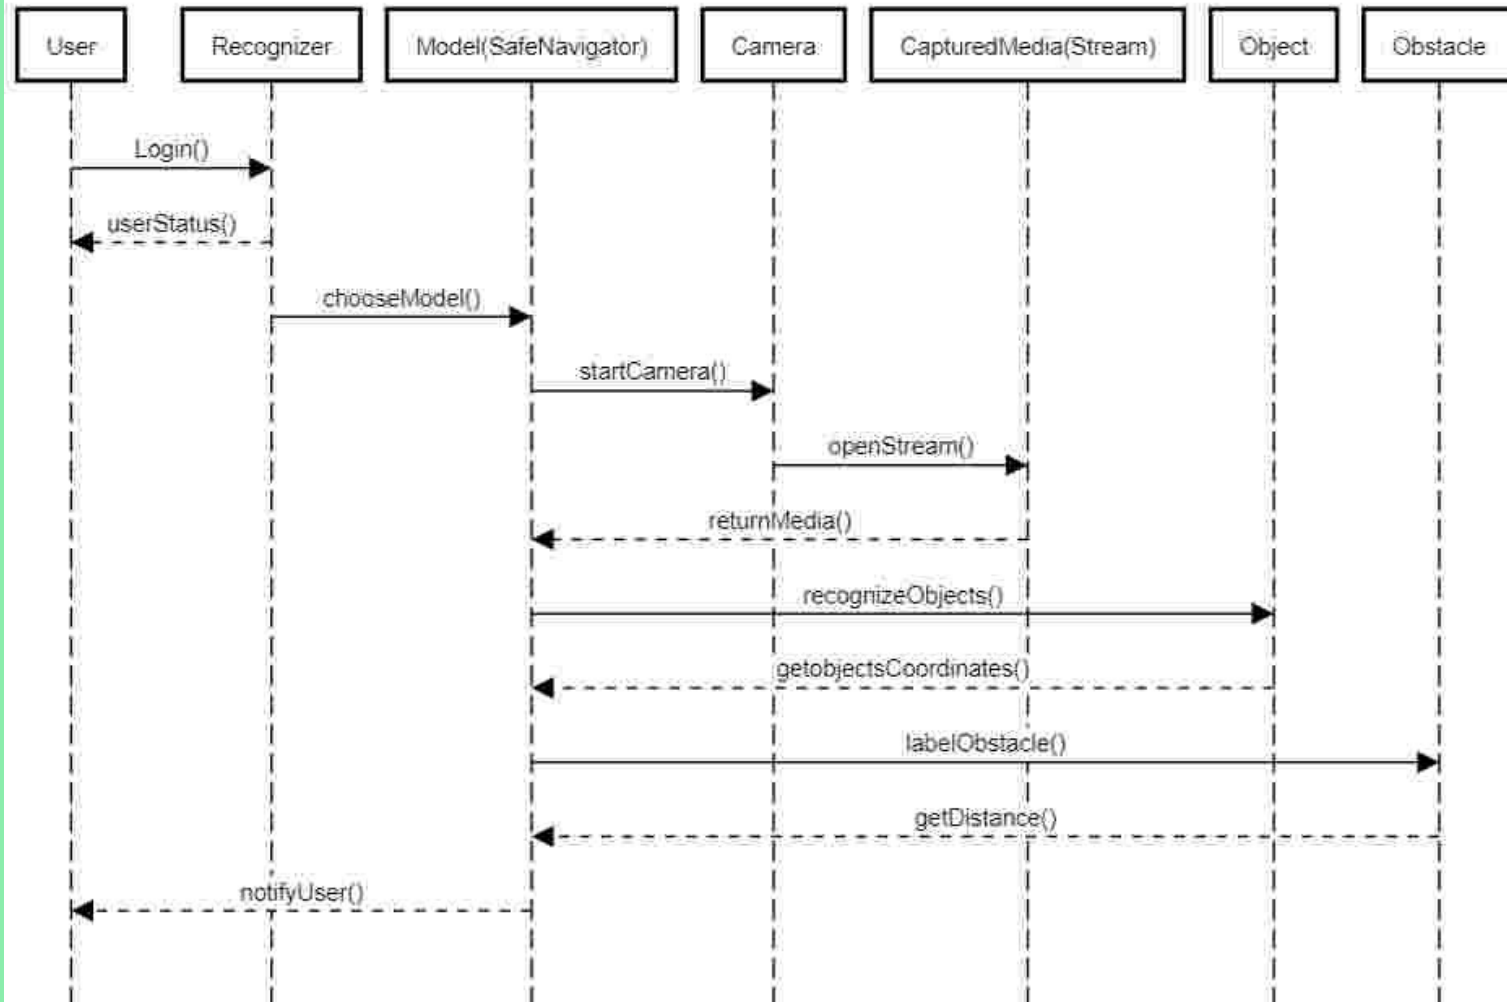 User Recognizer Model(SafeNavigator) Camera CapturedMedia(Stream) Object Obstacle
Login()
userStatus()
chooseModel()
startCamera()
openStream()
returnMedia()
recognizeObjects()
getobjectsCoordinates()
labelObstacle()
getDistance()
notifyUser()